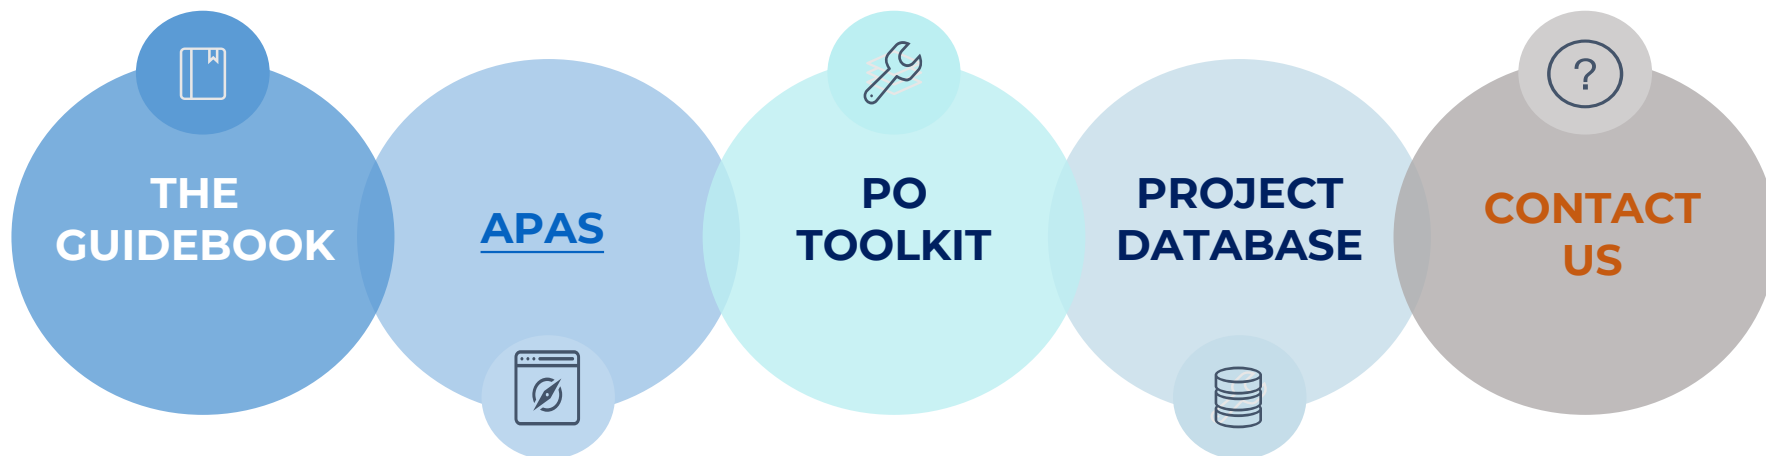 THE
GUIDEBOOK
APAS
PO
TOOLKIT
PROJECT
DATABASE
CONTACT
US
?